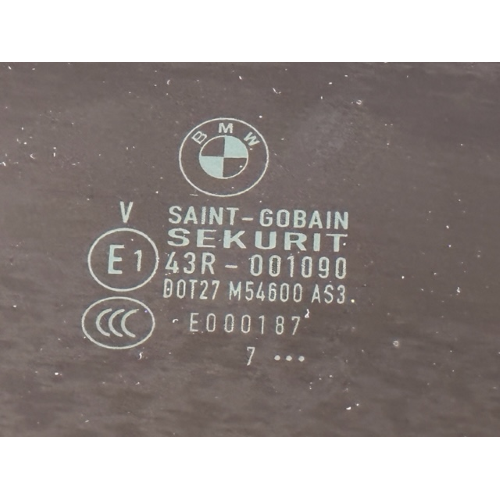 BMW
V SAINT-GOBAIN
SEKURIT
E1 43R-001090
DOT27 M54600 AS3
CCC E000187
7 •••